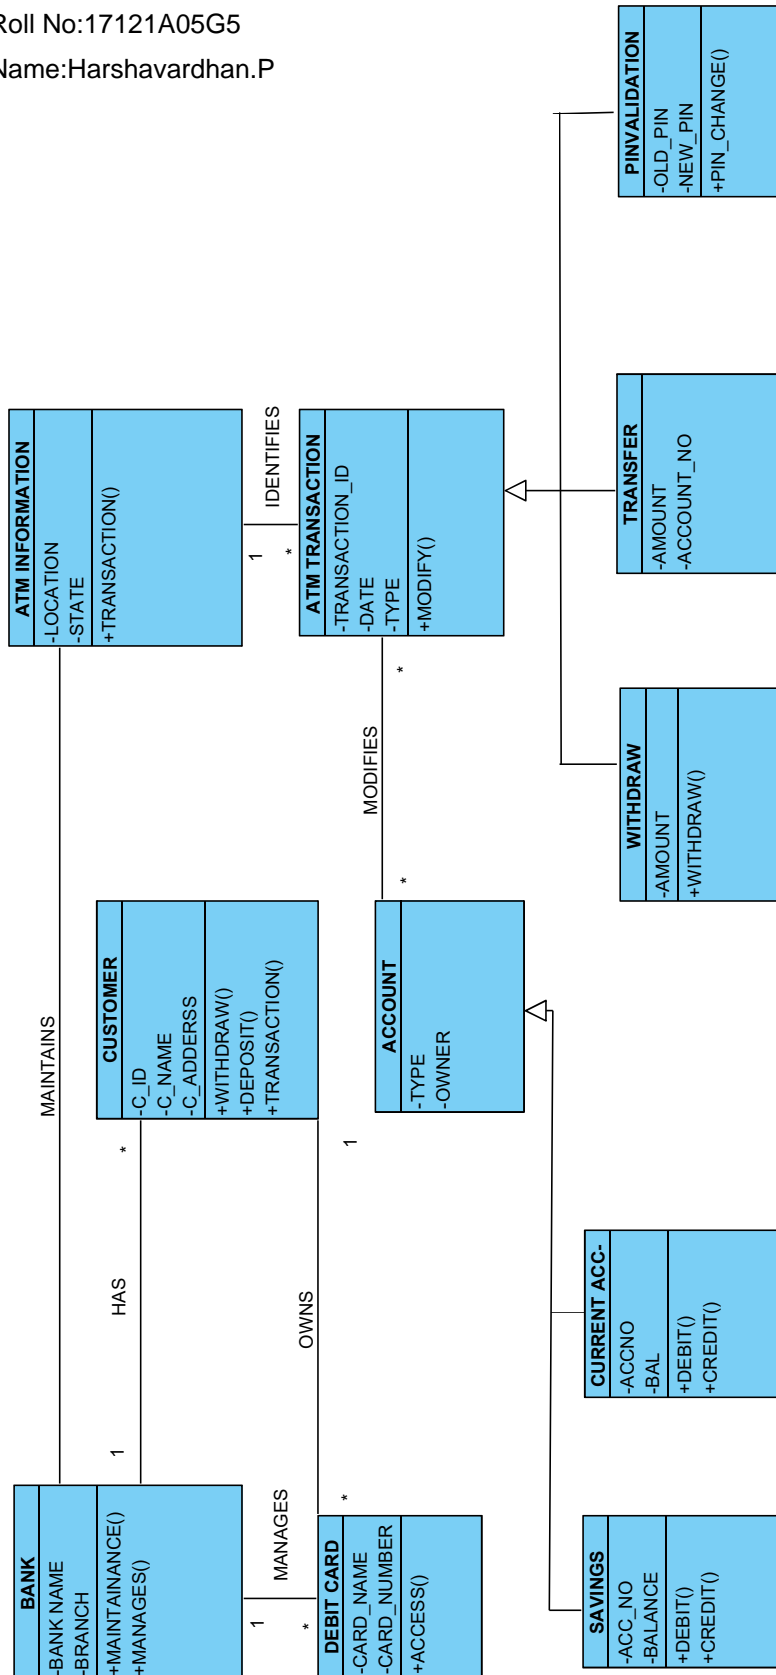 Roll No:17121A05G5
Name:Harshavardhan.P
BANK
-BANK NAME
-BRANCH
+MAINTAINANCE()
+MANAGES()
MAINTAINS
ATM INFORMATION
-LOCATION
-STATE
+TRANSACTION()
1
HAS
*
CUSTOMER
-C_ID
-C_NAME
-C_ADDERSS
+WITHDRAW()
+DEPOSIT()
+TRANSACTION()
1
MANAGES
*
1
IDENTIFIES
*
DEBIT CARD
-CARD_NAME
-CARD_NUMBER
+ACCESS()
*
OWNS
1
ATM TRANSACTION
-TRANSACTION_ID
-DATE
-TYPE
+MODIFY()
ACCOUNT
-TYPE
-OWNER
*
MODIFIES
*
SAVINGS
-ACC_NO
-BALANCE
+DEBIT()
+CREDIT()
CURRENT ACC-
-ACCNO
-BAL
+DEBIT()
+CREDIT()
WITHDRAW
-AMOUNT
+WITHDRAW()
TRANSFER
-AMOUNT
-ACCOUNT_NO
PINVALIDATION
-OLD_PIN
-NEW_PIN
+PIN_CHANGE()